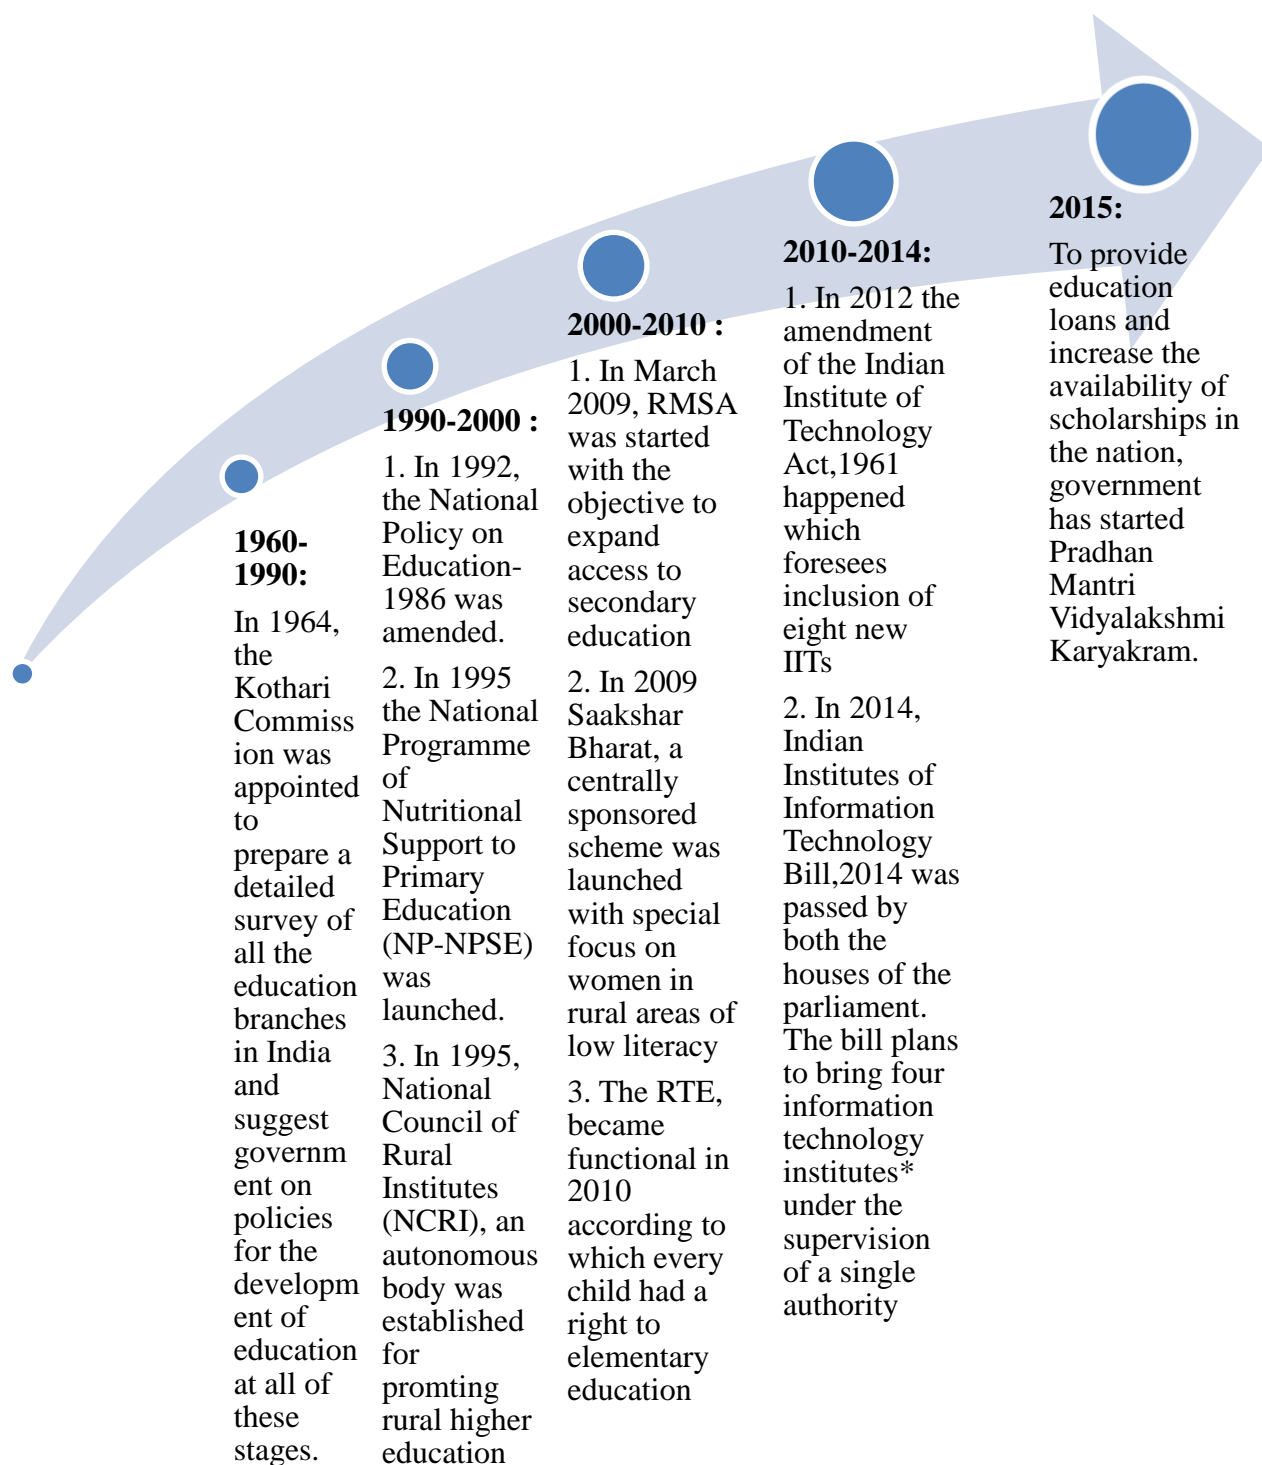 1960-
1990:
In 1964,
the
Kothari
Commiss
ion was
appointed
to
prepare a
detailed
survey of
all the
education
branches
in India
and
suggest
governm
ent on
policies
for the
developm
ent of
education
at all of
these
stages.
1990-2000 :
1. In 1992,
the National
Policy on
Education-
1986 was
amended.
2. In 1995
the National
Programme
of
Nutritional
Support to
Primary
Education
(NP-NPSE)
was
launched.
3. In 1995,
National
Council of
Rural
Institutes
(NCRI), an
autonomous
body was
established
for
promting
rural higher
education
2000-2010 :
1. In March
2009, RMSA
was started
with the
objective to
expand
access to
secondary
education
2. In 2009
Saakshar
Bharat, a
centrally
sponsored
scheme was
launched
with special
focus on
women in
rural areas of
low literacy
3. The RTE,
became
functional in
2010
according to
which every
child had a
right to
elementary
education
2010-2014:
1. In 2012 the
amendment
of the Indian
Institute of
Technology
Act,1961
happened
which
foresees
inclusion of
eight new
IITs
2. In 2014,
Indian
Institutes of
Information
Technology
Bill,2014 was
passed by
both the
houses of the
parliament.
The bill plans
to bring four
information
technology
institutes*
under the
supervision
of a single
authority
2015:
To provide
education
loans and
increase the
availability of
scholarships in
the nation,
government
has started
Pradhan
Mantri
Vidyalakshmi
Karyakram.